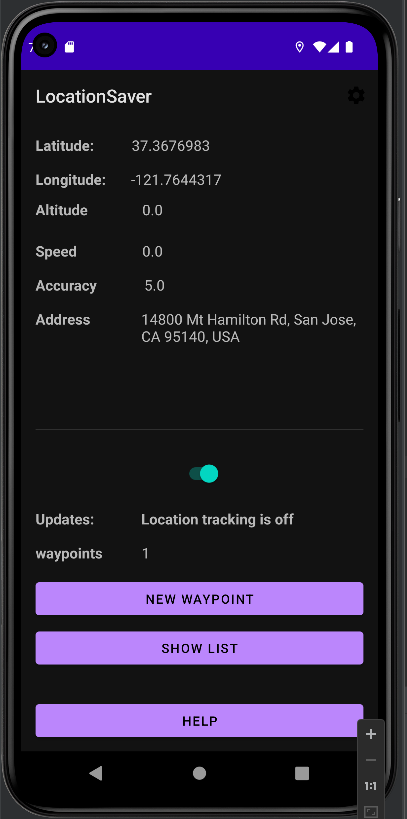 LocationSaver
Latitude: 37.3676983
Longitude: -121.7644317
Altitude 0.0
Speed 0.0
Accuracy 5.0
Address 14800 Mt Hamilton Rd, San Jose,
CA 95140, USA
Updates: Location tracking is off
waypoints 1
NEW WAYPOINT
SHOW LIST
HELP
1:1